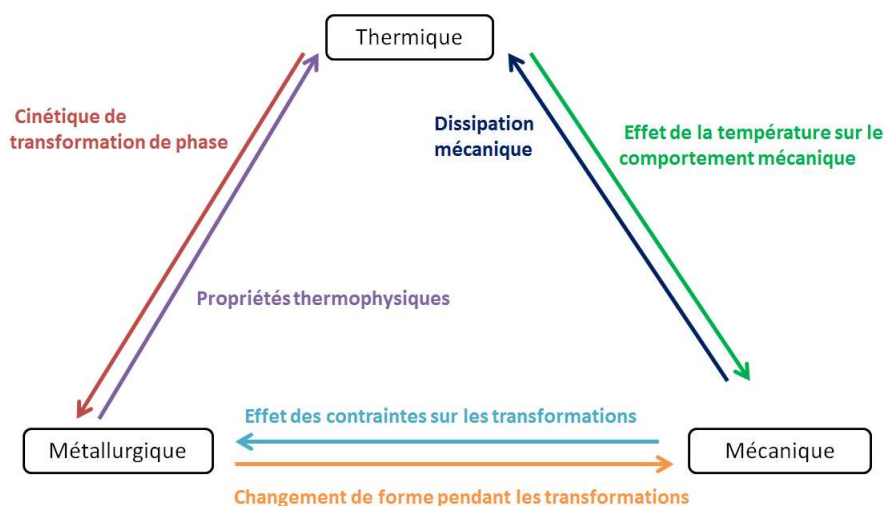 Thermique
Cinétique de
transformation de phase
Dissipation
mécanique
Effet de la température sur le
comportement mécanique
Propriétés thermophysiques
Effet des contraintes sur les transformations
Métallurgique
Mécanique
Changement de forme pendant les transformations